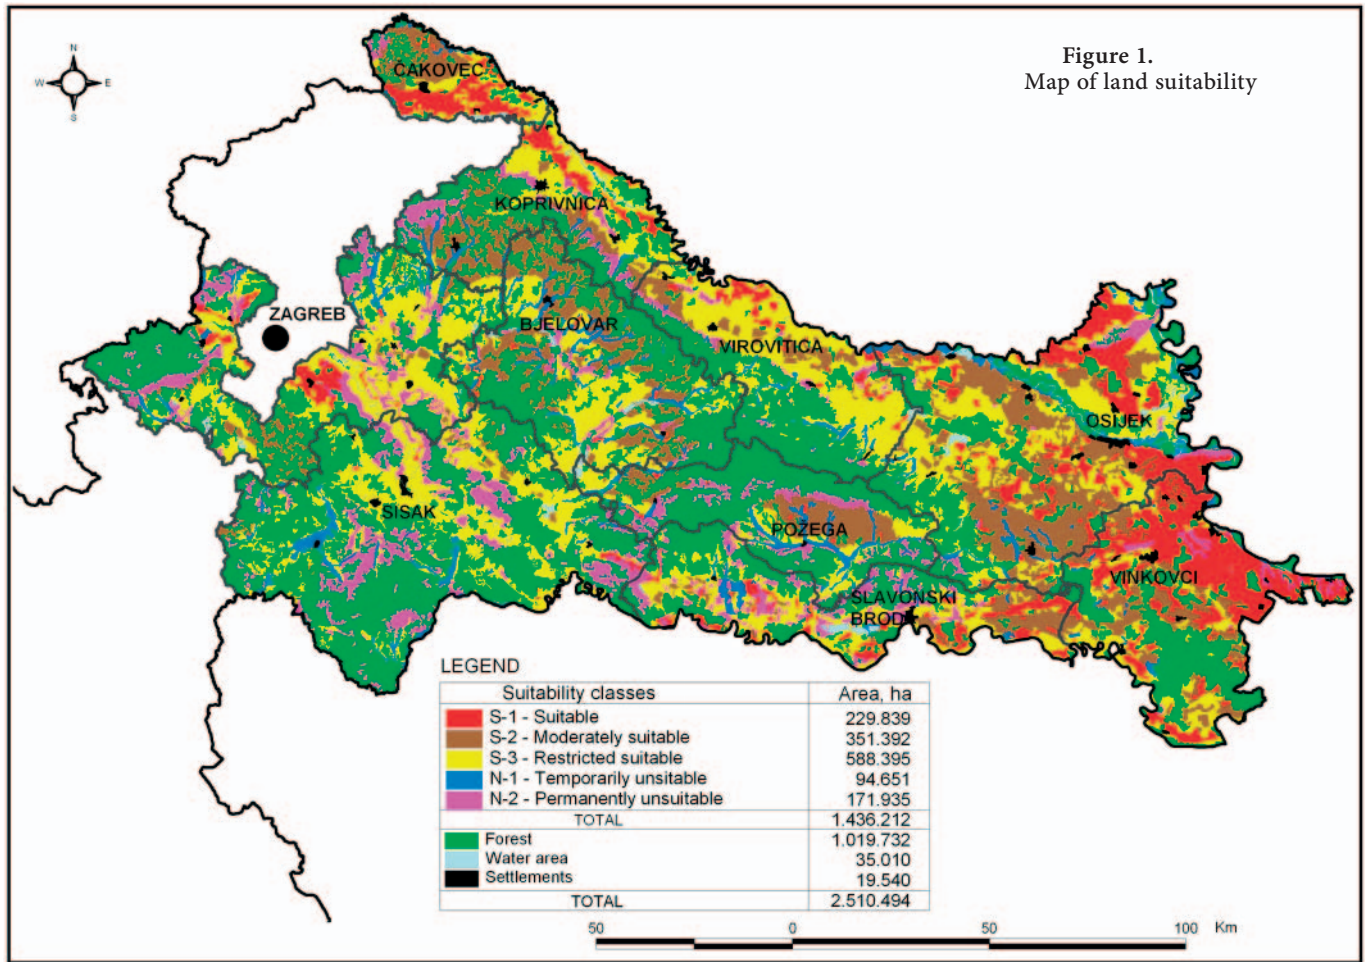 Figure 1.
Map of land suitability
N
W E
S
ČAKOVEC
KOPRIVNICA
ZAGREB
BJELOVAR
VIROVITICA
OSIJEK
SISAK
POŽEGA
VINKOVCI
SLAVONSKI
BROD
LEGEND
Suitability classes Area, ha
S-1 - Suitable 229.839
S-2 - Moderately suitable 351.392
S-3 - Restricted suitable 588.395
N-1 - Temporarily unsitable 94.651
N-2 - Permanently unsuitable 171.935
TOTAL 1.436.212
Forest 1.019.732
Water area 35.010
Settlements 19.540
TOTAL 2.510.494
50 0 50 100 Km